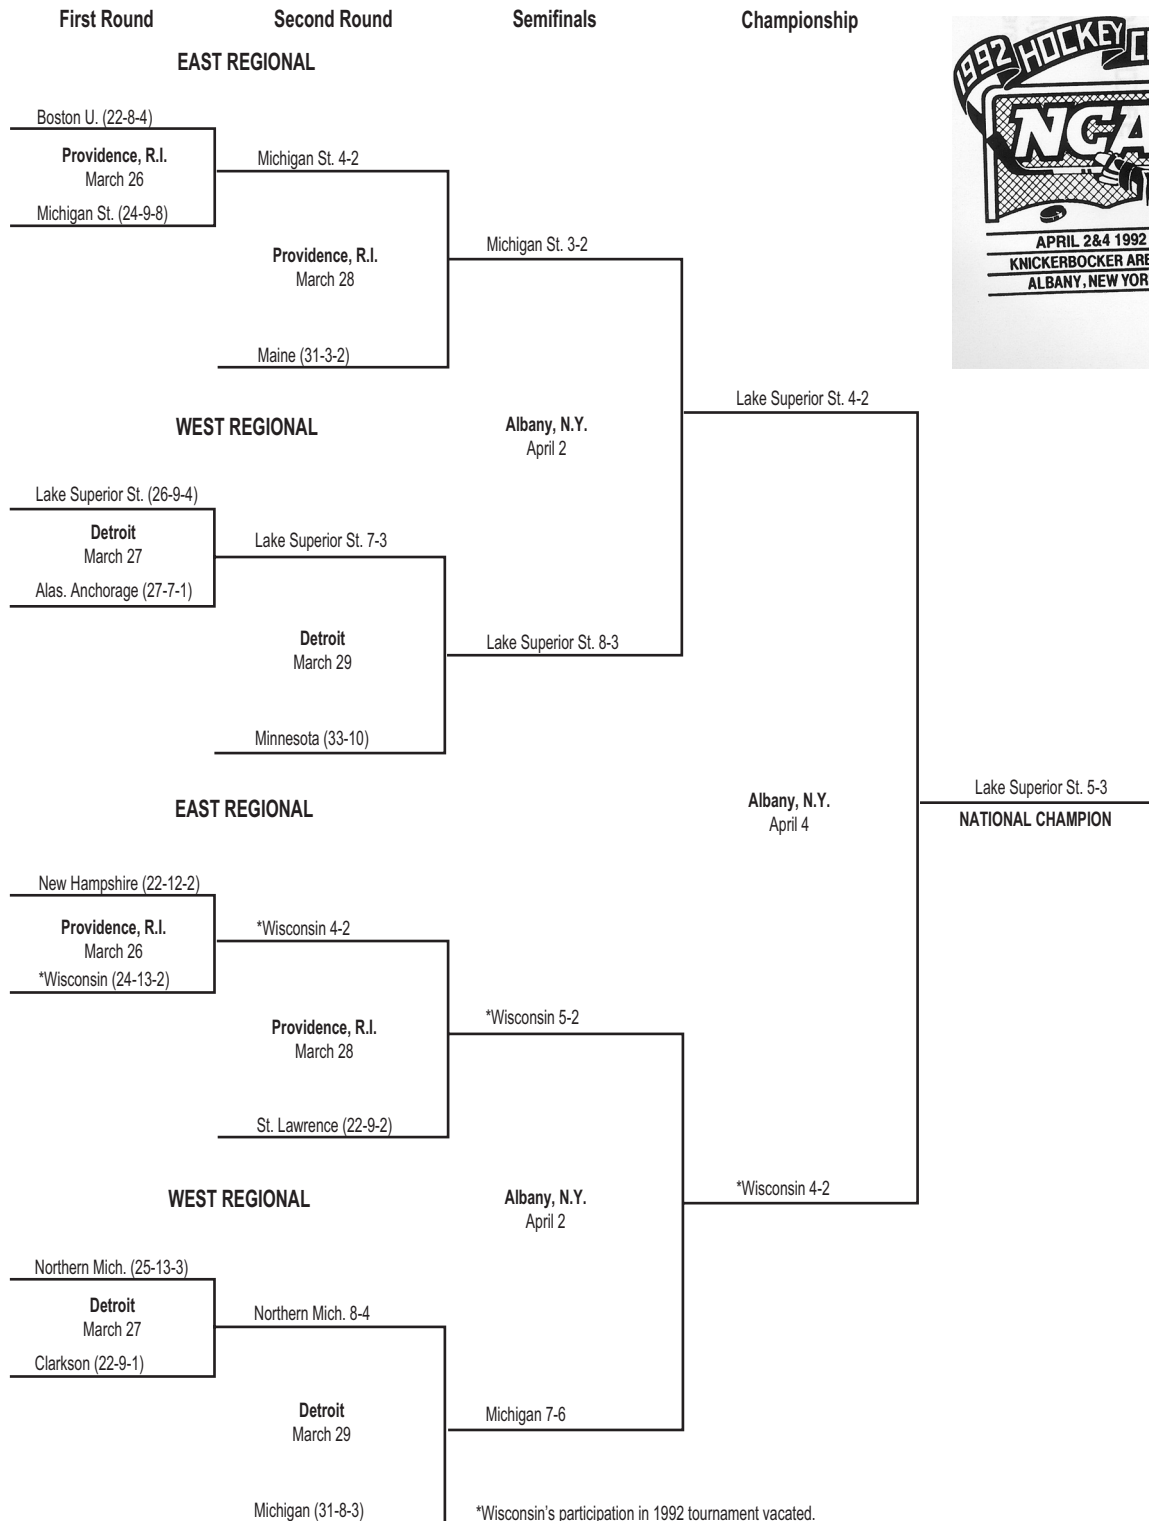 First Round Second Round Semifinals Championship
EAST REGIONAL
Boston U. (22-8-4)
Providence, R.I.
March 26
Michigan St. (24-9-8)
Michigan St. 4-2
Providence, R.I.
March 28
Maine (31-3-2)
Michigan St. 3-2
WEST REGIONAL
Lake Superior St. (26-9-4)
Detroit
March 27
Alas. Anchorage (27-7-1)
Lake Superior St. 7-3
Detroit
March 29
Minnesota (33-10)
Lake Superior St. 8-3
Albany, N.Y.
April 2
Lake Superior St. 4-2
EAST REGIONAL
New Hampshire (22-12-2)
Providence, R.I.
March 26
*Wisconsin (24-13-2)
*Wisconsin 4-2
Providence, R.I.
March 28
St. Lawrence (22-9-2)
*Wisconsin 5-2
WEST REGIONAL
Northern Mich. (25-13-3)
Detroit
March 27
Clarkson (22-9-1)
Northern Mich. 8-4
Detroit
March 29
Michigan (31-8-3)
Michigan 7-6
Albany, N.Y.
April 2
*Wisconsin 4-2
Albany, N.Y.
April 4
Lake Superior St. 5-3
NATIONAL CHAMPION
*Wisconsin's participation in 1992 tournament vacated.
1992 HOCKEY
NCA
APRIL 2&4 1992
KNICKERBOCKER ARE
ALBANY, NEW YOR